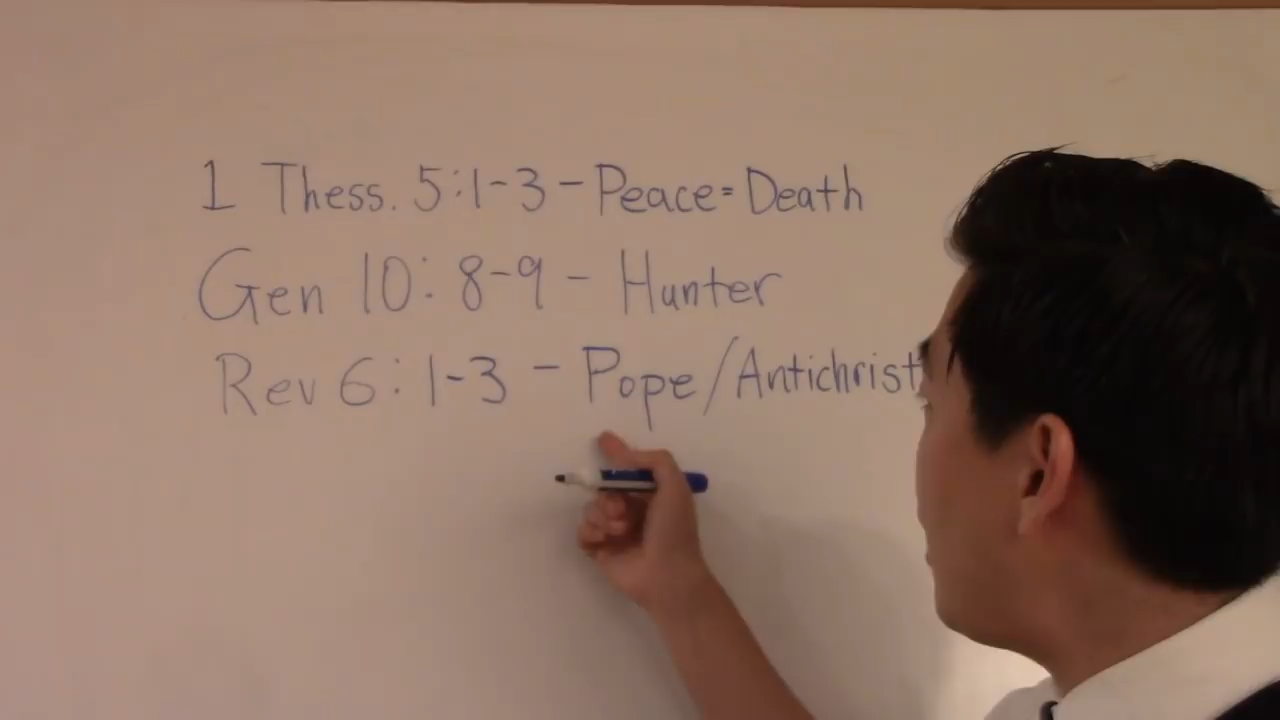 1 Thess. 5:1-3 - Peace = Death
Gen 10: 8-9 - Hunter
Rev 6: 1-3 - Pope/Antichrist